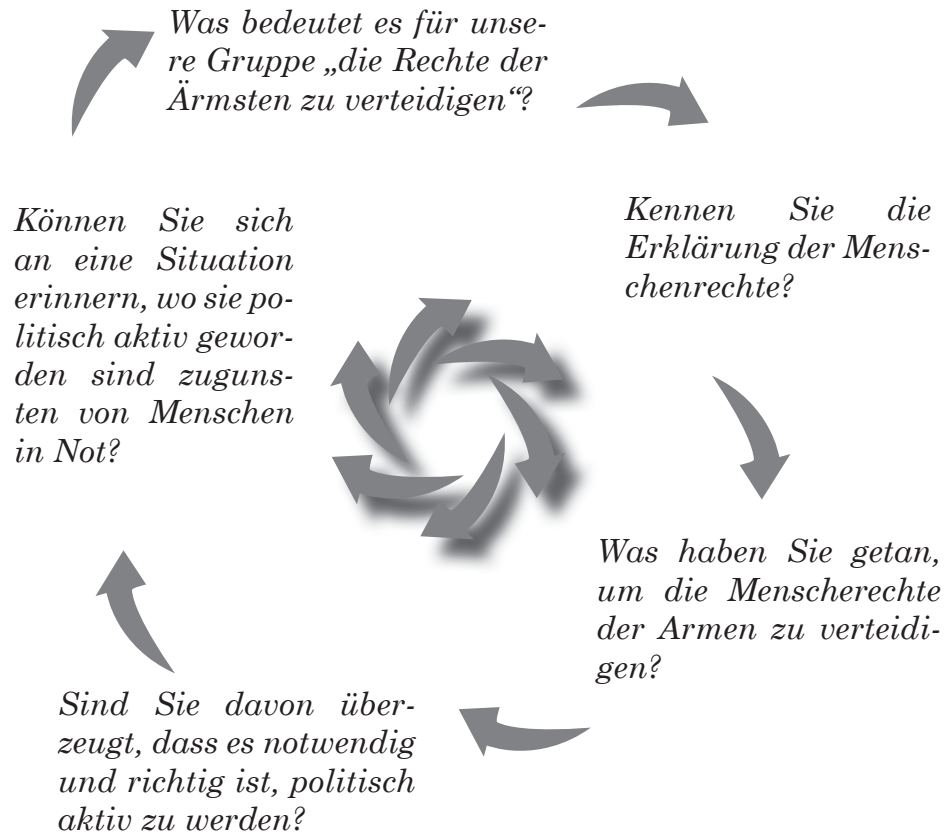 Was bedeutet es für unse-
re Gruppe „die Rechte der
Ärmsten zu verteidigen“?
Kennen Sie die
Erklärung der Mens-
chenrechte?
Was haben Sie getan,
um die Menscherechte
der Armen zu verteidi-
gen?
Sind Sie davon über-
zeugt, dass es notwendig
und richtig ist, politisch
aktiv zu werden?
Können Sie sich
an eine Situation
erinnern, wo sie po-
litisch aktiv gewor-
den sind zuguns-
ten von Menschen
in Not?